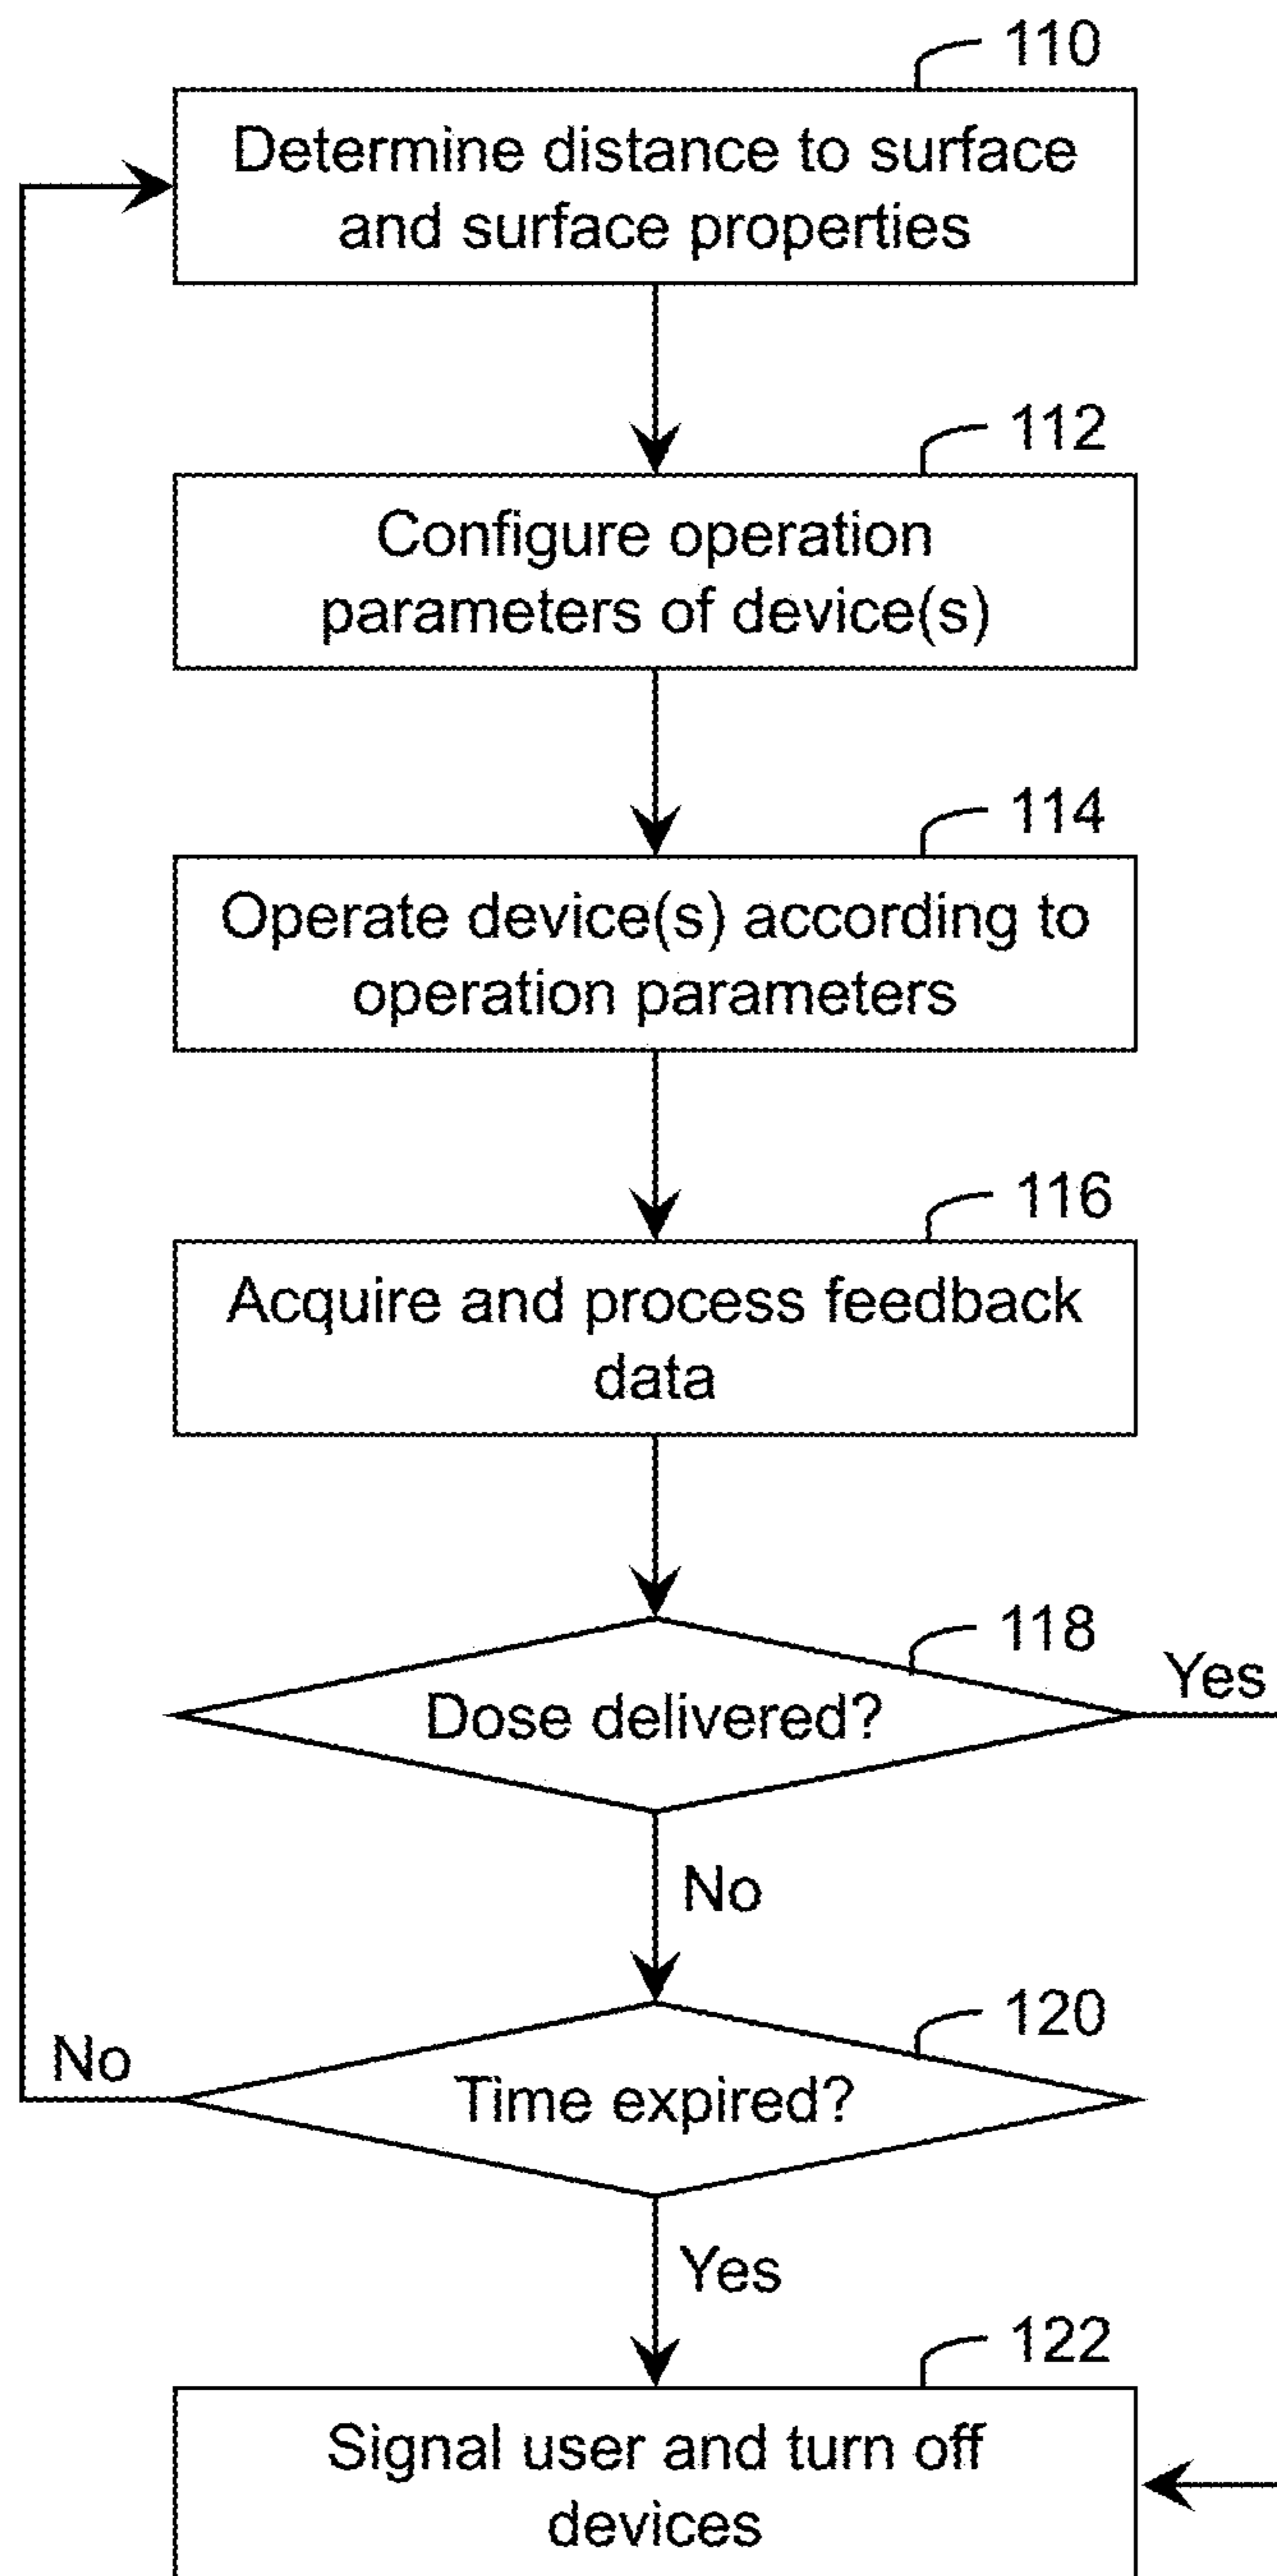 110
Determine distance to surface
and surface properties
112
Configure operation
parameters of device(s)
114
Operate device(s) according to
operation parameters
116
Acquire and process feedback
data
118
Dose delivered?
Yes
No
120
No
Time expired?
Yes
122
Signal user and turn off
devices